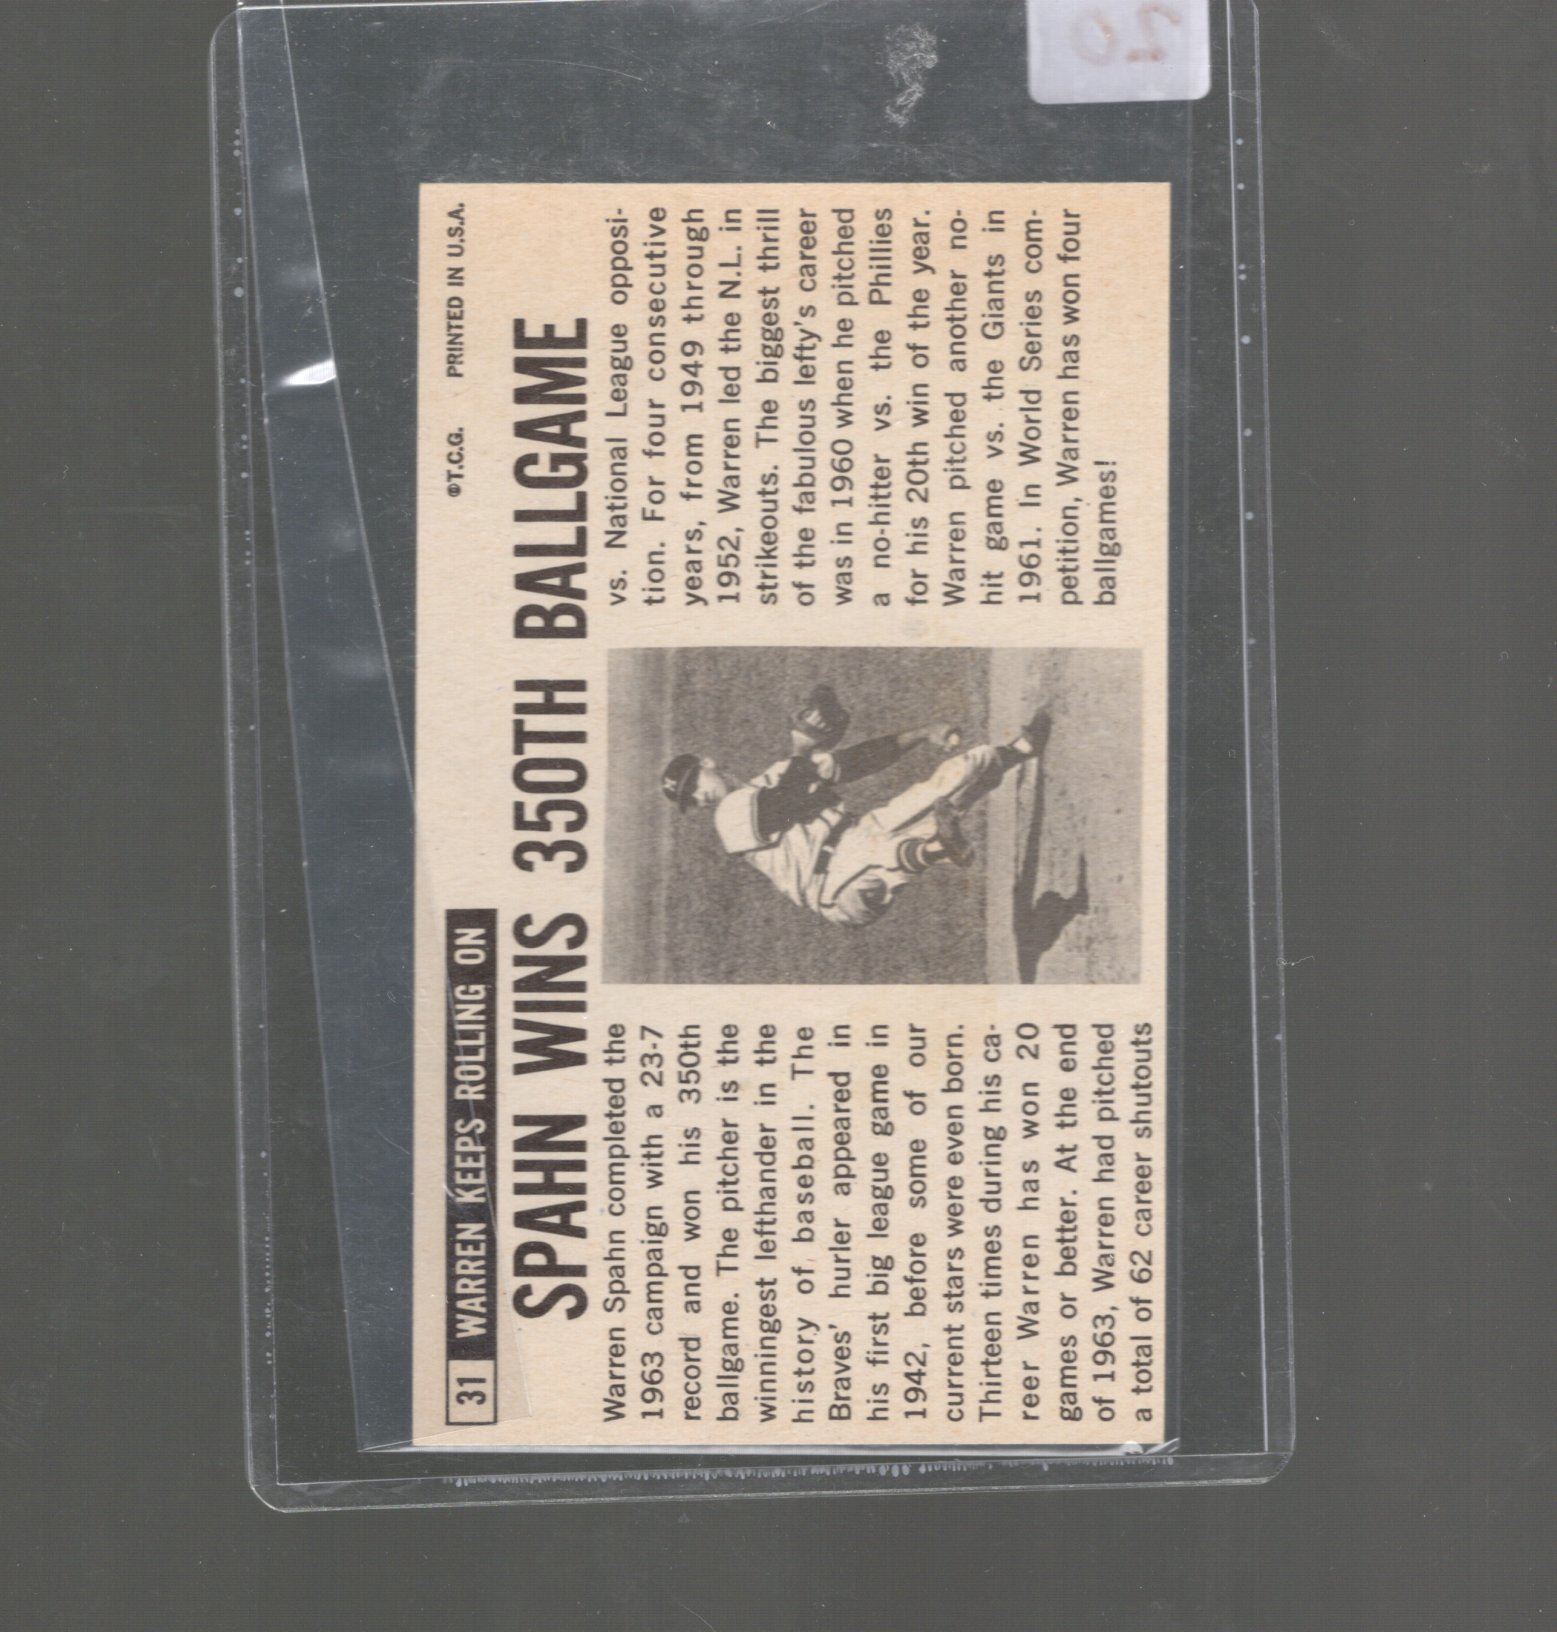 31 WARREN KEEPS ROLLING ON
©T.C.G. PRINTED IN U.S.A.
SPAHN WINS 350TH BALLGAME
Warren Spahn completed the
1963 campaign with a 23-7
record and won his 350th
ballgame. The pitcher is the
winningest lefthander in the
history of baseball. The
Braves' hurler appeared in
his first big league game in
1942, before some of our
current stars were even born.
Thirteen times during his ca-
reer Warren has won 20
games or better. At the end
of 1963, Warren had pitched
a total of 62 career shutouts
vs. National League opposi-
tion. For four consecutive
years, from 1949 through
1952, Warren led the N.L. in
strikeouts. The biggest thrill
of the fabulous lefty's career
was in 1960 when he pitched
a no-hitter vs. the Phillies
for his 20th win of the year.
Warren pitched another no-
hit game vs. the Giants in
1961. In World Series com-
petition, Warren has won four
ballgames!